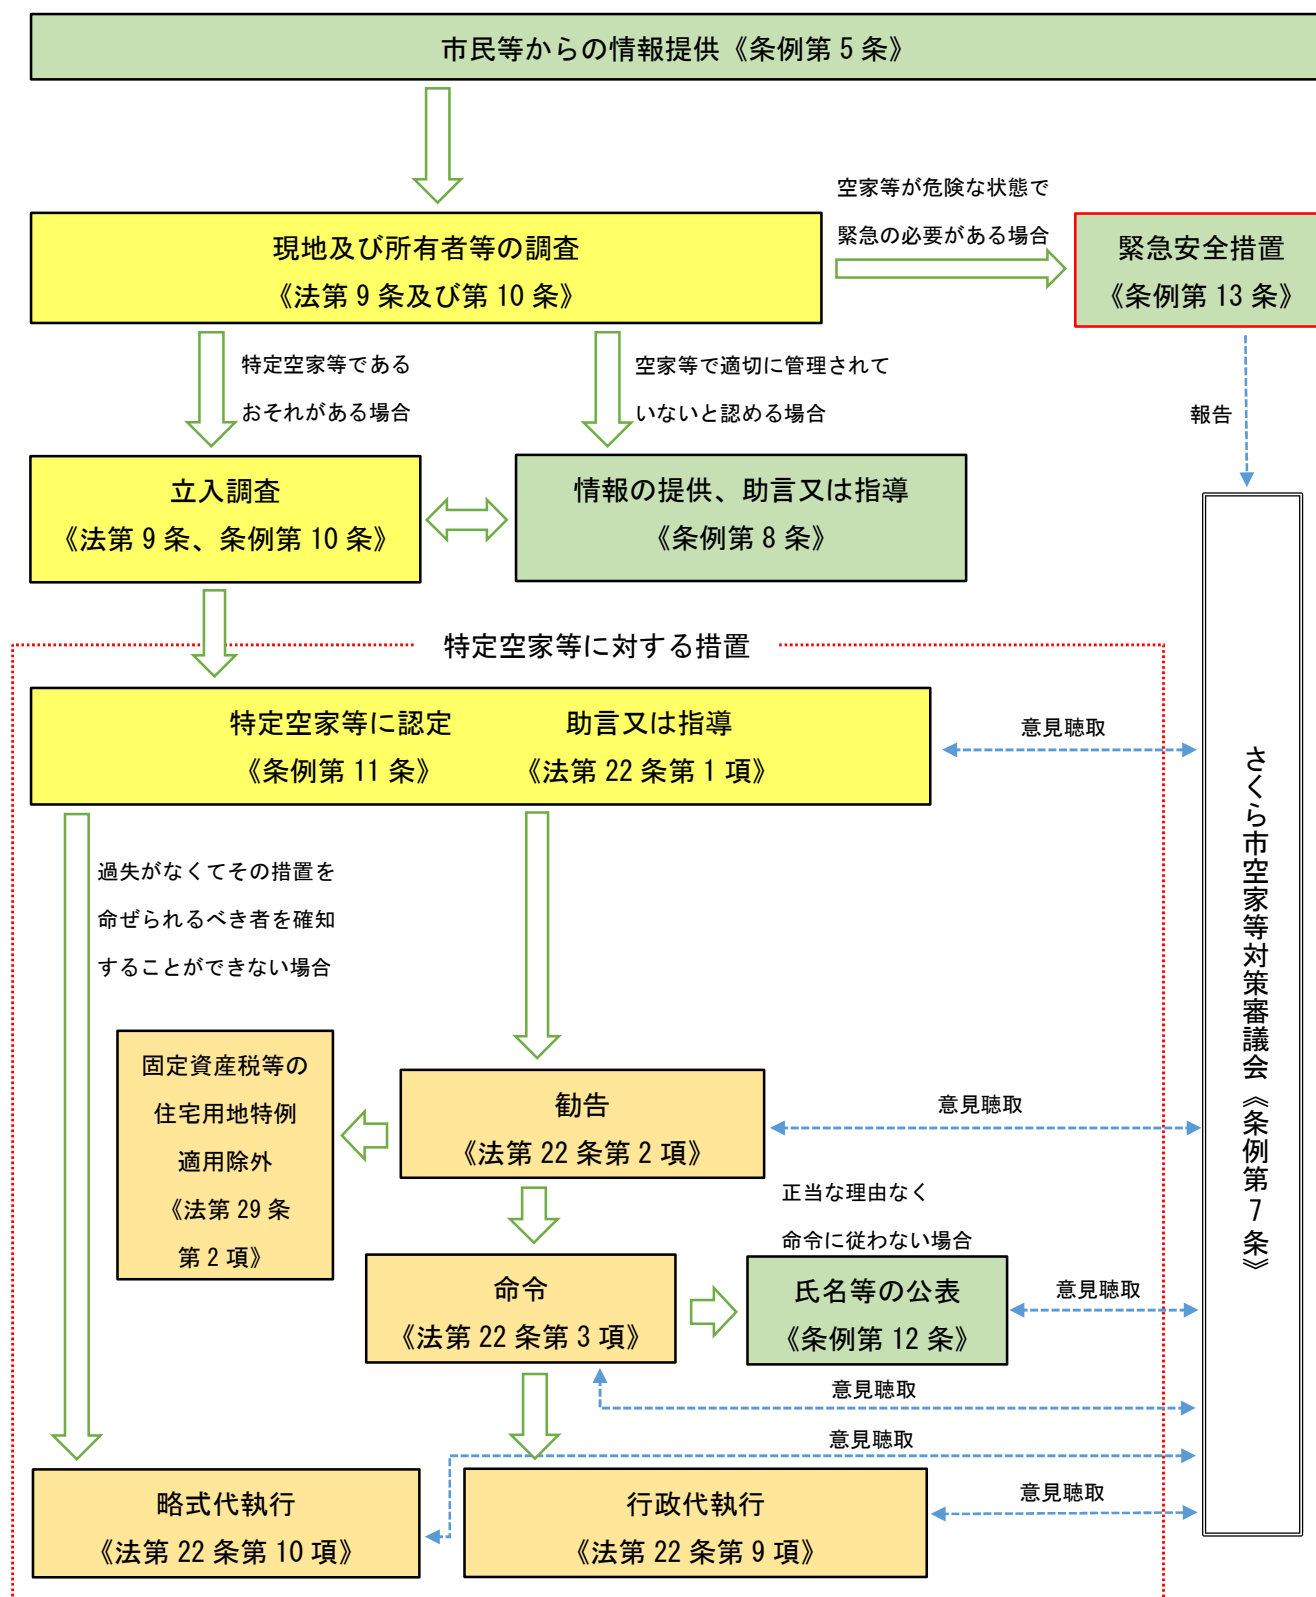 市民等からの情報提供《条例第 5 条》
空家等が危険な状態で
緊急の必要がある場合
現地及び所有者等の調査
《法第 9 条及び第 10 条》
緊急安全措置
《条例第 13 条》
特定空家等である
おそれがある場合
空家等で適切に管理されて
いないと認める場合
報告
立入調査
《法第 9 条、条例第 10 条》
情報の提供、助言又は指導
《条例第 8 条》
特定空家等に対する措置
特定空家等に認定
《条例第 11 条》
助言又は指導
《法第 22 条第 1 項》
意見聴取
さくら市空家等対策審議会《条例第7条》
過失がなくてその措置を
命ぜられるべき者を確知
することができない場合
固定資産税等の
住宅用地特例
適用除外
《法第 29 条
第 2 項》
勧告
《法第 22 条第 2 項》
意見聴取
正当な理由なく
命令に従わない場合
命令
《法第 22 条第 3 項》
氏名等の公表
《条例第 12 条》
意見聴取
意見聴取
意見聴取
略式代執行
《法第 22 条第 10 項》
行政代執行
《法第 22 条第 9 項》
意見聴取